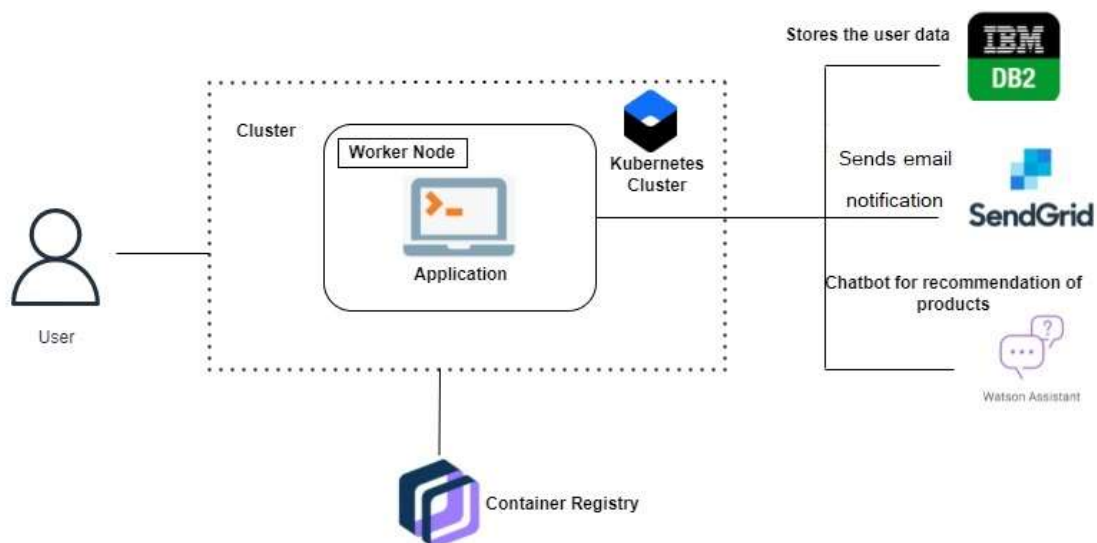 Stores the user data
IBM
DB2
Cluster
Worker Node
Kubernetes
Cluster
Sends email
notification
SendGrid
Application
User
Chatbot for recommendation of
products
?
Watson Assistant
Container Registry